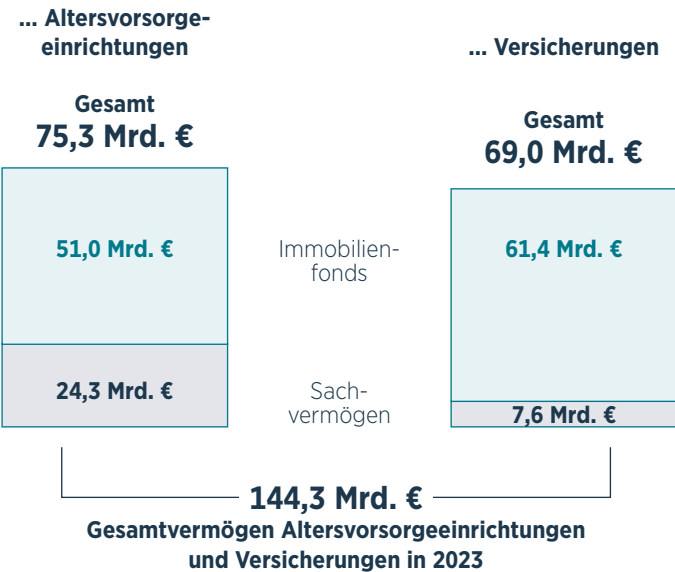 ... Altersvorsorge-
einrichtungen
Gesamt
75,3 Mrd. €
51,0 Mrd. €
24,3 Mrd. €
Immobilien-
fonds
Sach-
vermögen
... Versicherungen
Gesamt
69,0 Mrd. €
61,4 Mrd. €
7,6 Mrd. €
144,3 Mrd. €
Gesamtvermögen Altersvorsorgeeinrichtungen
und Versicherungen in 2023